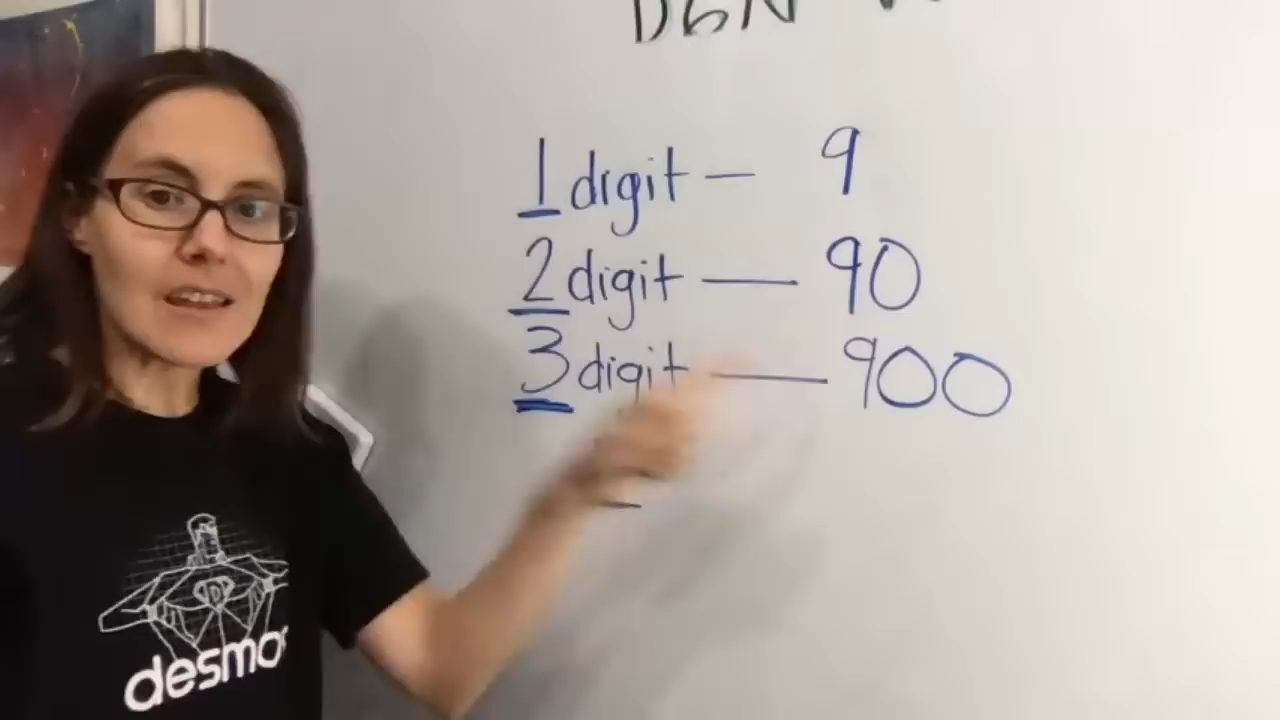 1 digit — 9
2 digit — 90
3 digit — 900
D
desmos